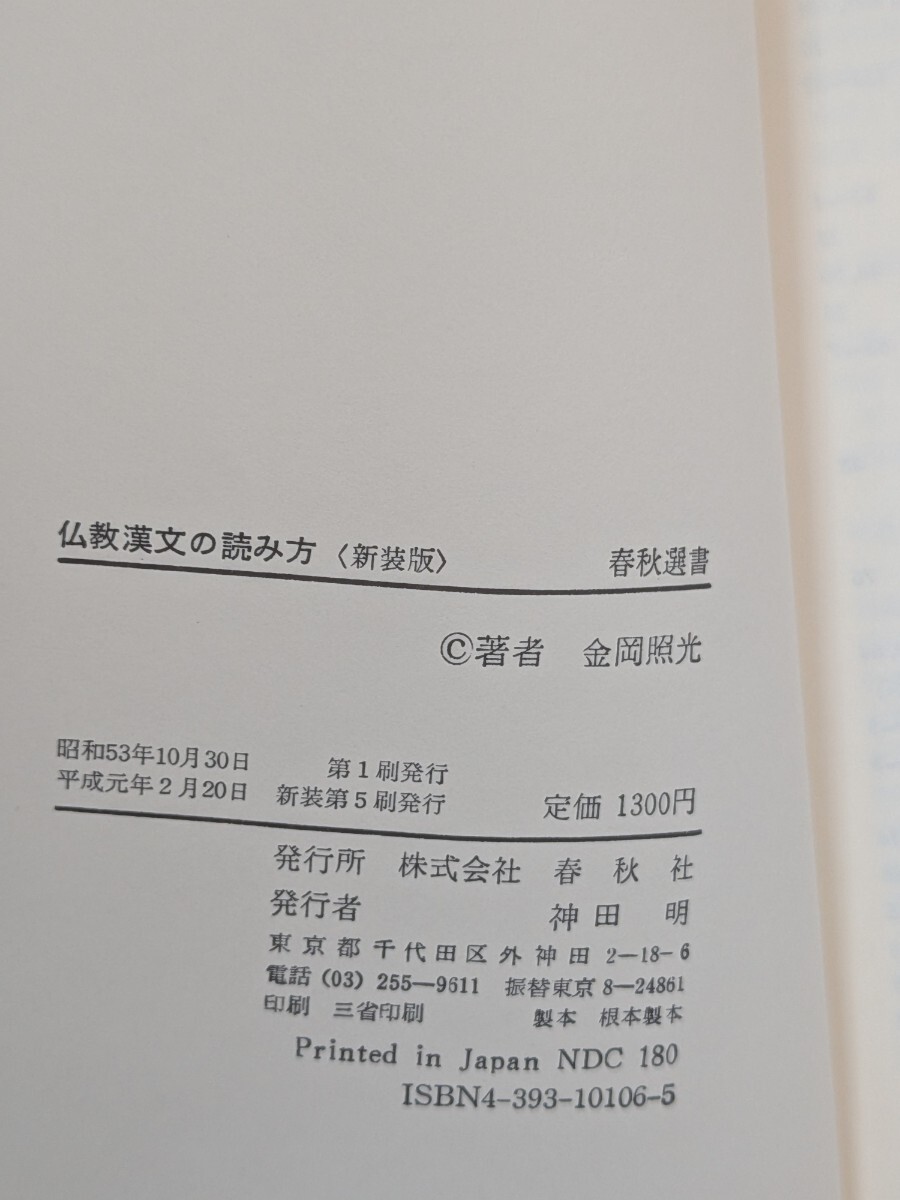 仏教漢文の読み方〈新装版〉 春秋選書
©著者 金岡照光
昭和53年10月30日 第1刷発行
平成元年2月20日 新装第5刷発行 定価 1300円
発行所 株式会社 春秋社
発行者 神田 明
東京都千代田区外神田2—18-6
電話(03)255—9611 振替東京8—24861
印刷 三省印刷 製本 根本製本
Printed in Japan NDC 180
ISBN4-393-10106-5